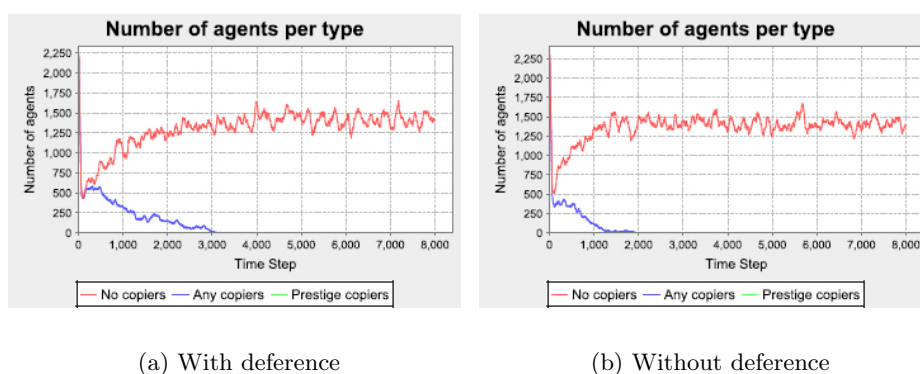 Number of agents per type
Number of agents
2,250
2,000
1,750
1,500
1,250
1,000
750
500
250
0
0 1,000 2,000 3,000 4,000 5,000 6,000 7,000 8,000
Time Step
No copiers Any copiers Prestige copiers
(a) With deference
Number of agents per type
Number of agents
2,250
2,000
1,750
1,500
1,250
1,000
750
500
250
0
0 1,000 2,000 3,000 4,000 5,000 6,000 7,000 8,000
Time Step
No copiers Any copiers Prestige copiers
(b) Without deference